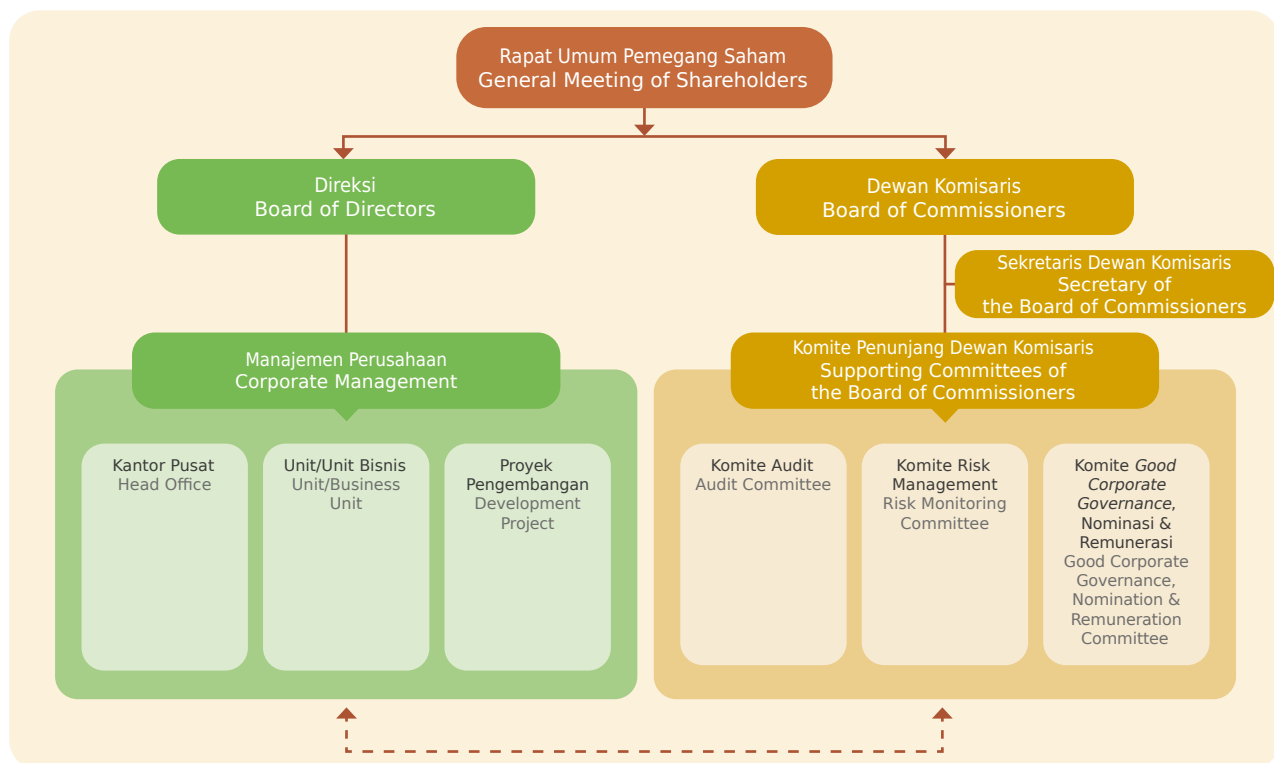 Rapat Umum Pemegang Saham
General Meeting of Shareholders
Direksi
Board of Directors
Dewan Komisaris
Board of Commissioners
Sekretaris Dewan Komisaris
Secretary of
the Board of Commissioners
Manajemen Perusahaan
Corporate Management
Komite Penunjang Dewan Komisaris
Supporting Committees of
the Board of Commissioners
Kantor Pusat
Head Office
Unit/Unit Bisnis
Unit/Business
Unit
Proyek
Pengembangan
Development
Project
Komite Audit
Audit Committee
Komite Risk
Management
Risk Monitoring
Committee
Komite Good
Corporate
Governance,
Nominasi &
Remunerasi
Good Corporate
Governance,
Nomination &
Remuneration
Committee